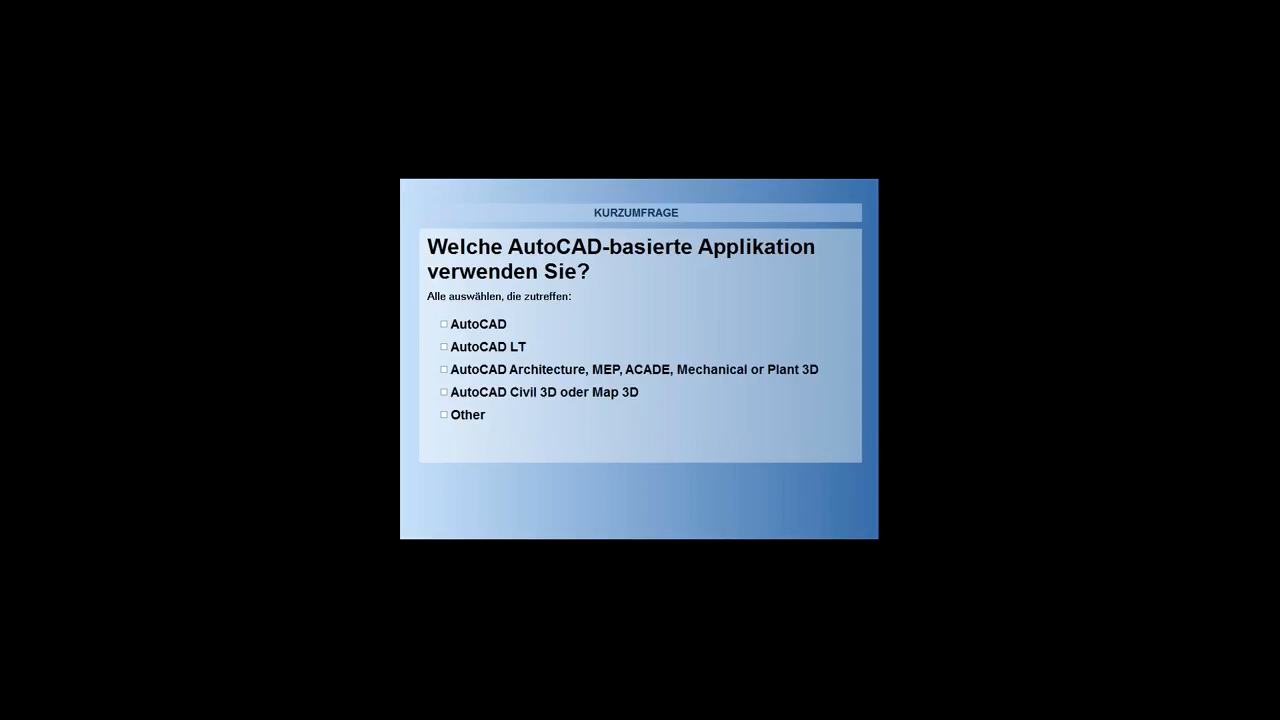 KURZUMFRAGE
Welche AutoCAD-basierte Applikation
verwenden Sie?
Alle auswählen, die zutreffen:
AutoCAD
AutoCAD LT
AutoCAD Architecture, MEP, ACADE, Mechanical or Plant 3D
AutoCAD Civil 3D oder Map 3D
Other